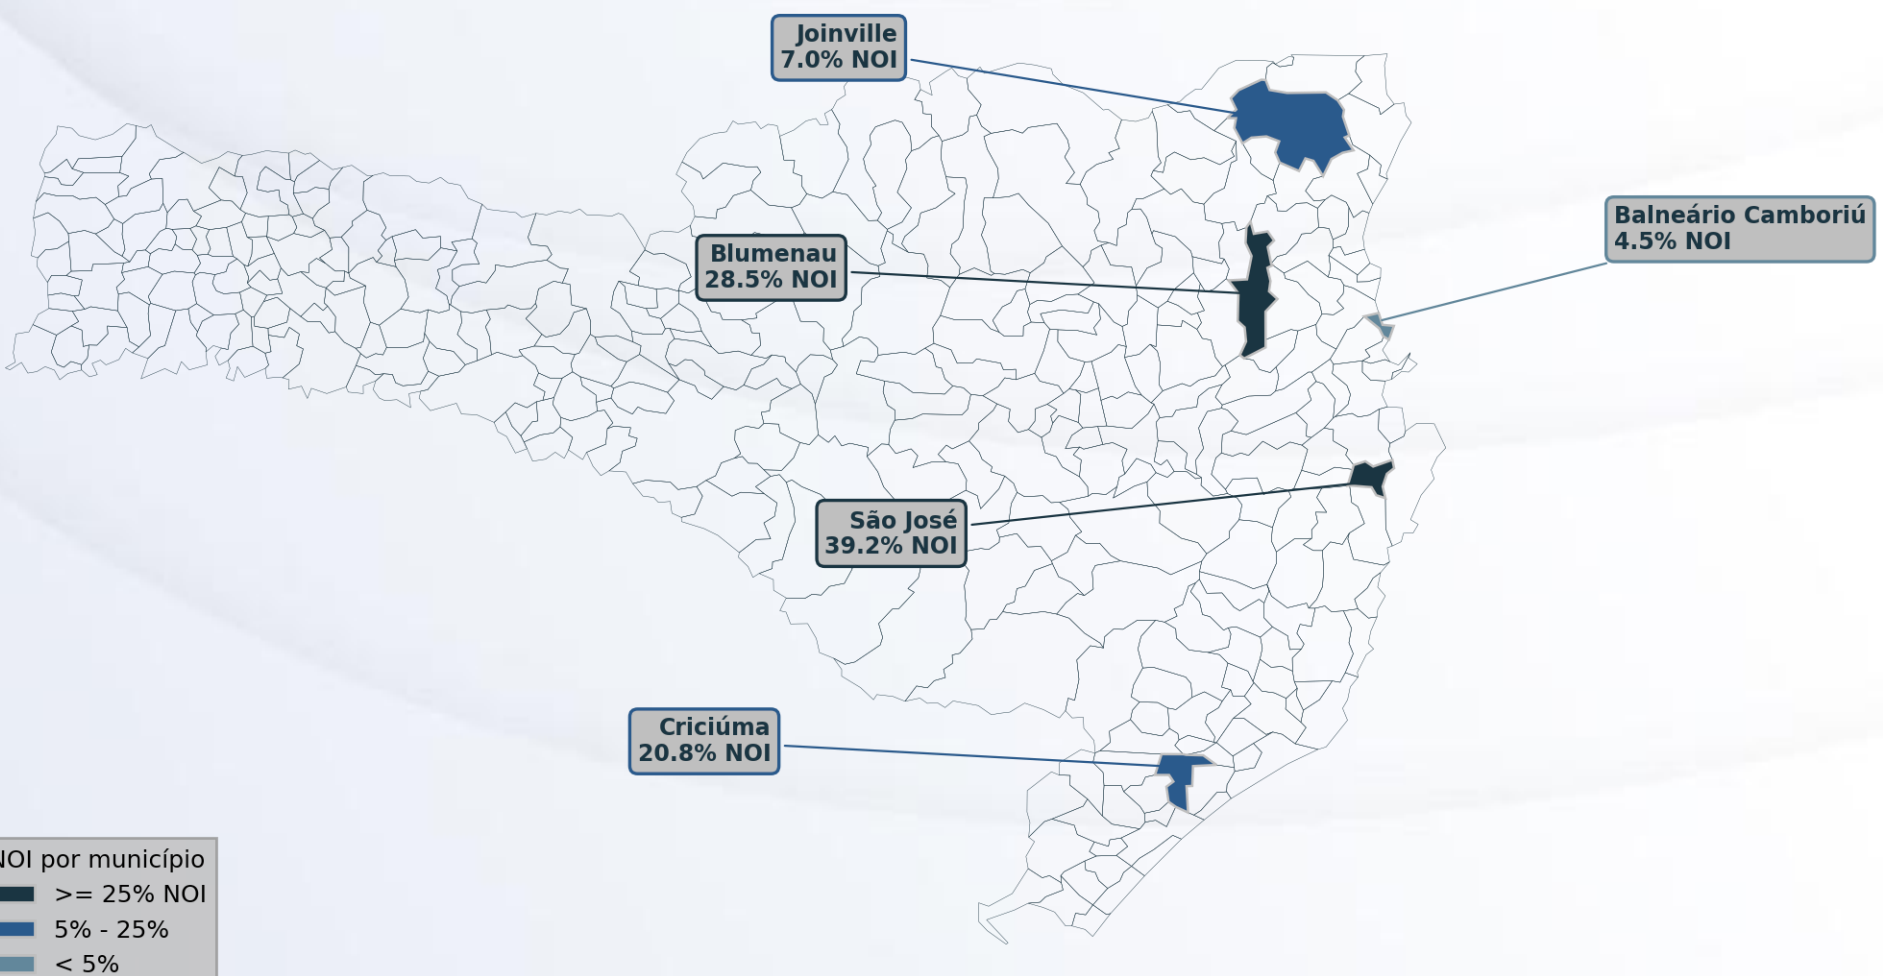 Joinville
7.0% NOI
Balneário Camboriú
4.5% NOI
Blumenau
28.5% NOI
São José
39.2% NOI
Criciúma
20.8% NOI
NOI por município
>= 25% NOI
5% - 25%
< 5%